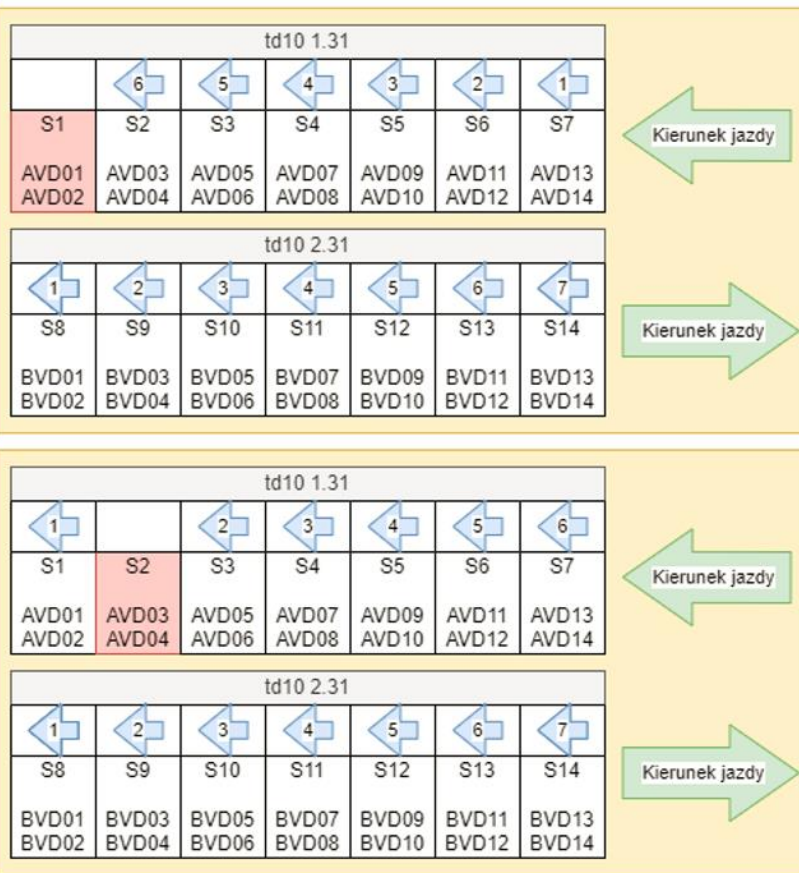 td10 1.31
6 5 4 3 2 1
S1 S2 S3 S4 S5 S6 S7
AVD01 AVD03 AVD05 AVD07 AVD09 AVD11 AVD13
AVD02 AVD04 AVD06 AVD08 AVD10 AVD12 AVD14
Kierunek jazdy
td10 2.31
1 2 3 4 5 6 7
S8 S9 S10 S11 S12 S13 S14
BVD01 BVD03 BVD05 BVD07 BVD09 BVD11 BVD13
BVD02 BVD04 BVD06 BVD08 BVD10 BVD12 BVD14
Kierunek jazdy
td10 1.31
1 2 3 4 5 6
S1 S2 S3 S4 S5 S6 S7
AVD01 AVD03 AVD05 AVD07 AVD09 AVD11 AVD13
AVD02 AVD04 AVD06 AVD08 AVD10 AVD12 AVD14
Kierunek jazdy
td10 2.31
1 2 3 4 5 6 7
S8 S9 S10 S11 S12 S13 S14
BVD01 BVD03 BVD05 BVD07 BVD09 BVD11 BVD13
BVD02 BVD04 BVD06 BVD08 BVD10 BVD12 BVD14
Kierunek jazdy